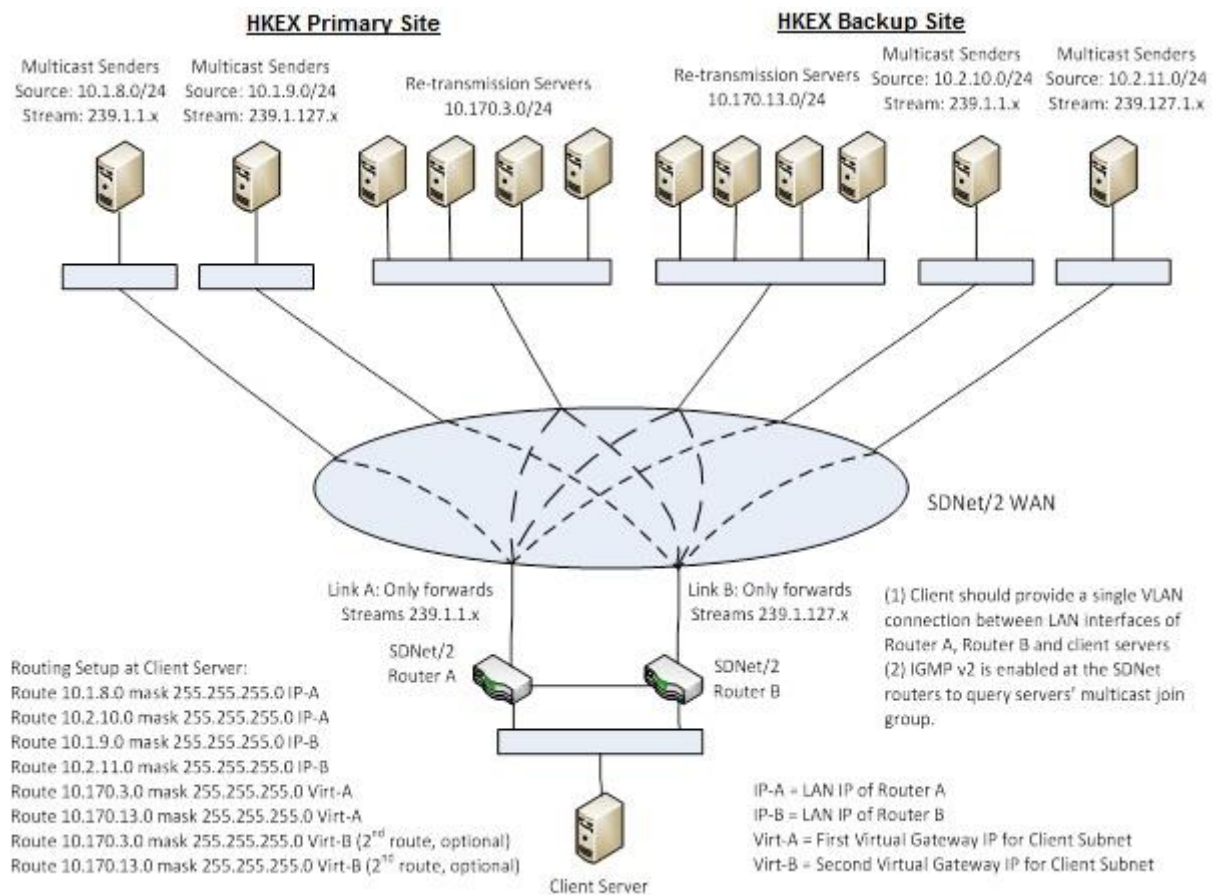 HKEX Primary Site
HKEX Backup Site
Multicast Senders
Source: 10.1.8.0/24
Stream: 239.1.1.x
Multicast Senders
Source: 10.1.9.0/24
Stream: 239.1.127.x
Re-transmission Servers
10.170.3.0/24
Re-transmission Servers
10.170.13.0/24
Multicast Senders
Source: 10.2.10.0/24
Stream: 239.1.1.x
Multicast Senders
Source: 10.2.11.0/24
Stream: 239.127.1.x
SDNet/2 WAN
Link A: Only forwards
Streams 239.1.1.x
Link B: Only forwards
Streams 239.1.127.x
(1) Client should provide a single VLAN
connection between LAN interfaces of
Router A, Router B and client servers
(2) IGMP v2 is enabled at the SDNet
routers to query servers' multicast join
group.
SDNet/2
Router A
SDNet/2
Router B
Routing Setup at Client Server:
Route 10.1.8.0 mask 255.255.255.0 IP-A
Route 10.2.10.0 mask 255.255.255.0 IP-A
Route 10.1.9.0 mask 255.255.255.0 IP-B
Route 10.2.11.0 mask 255.255.255.0 IP-B
Route 10.170.3.0 mask 255.255.255.0 Virt-A
Route 10.170.13.0 mask 255.255.255.0 Virt-A
Route 10.170.3.0 mask 255.255.255.0 Virt-B (2nd route, optional)
Route 10.170.13.0 mask 255.255.255.0 Virt-B (2nd route, optional)
IP-A = LAN IP of Router A
IP-B = LAN IP of Router B
Virt-A = First Virtual Gateway IP for Client Subnet
Virt-B = Second Virtual Gateway IP for Client Subnet
Client Server